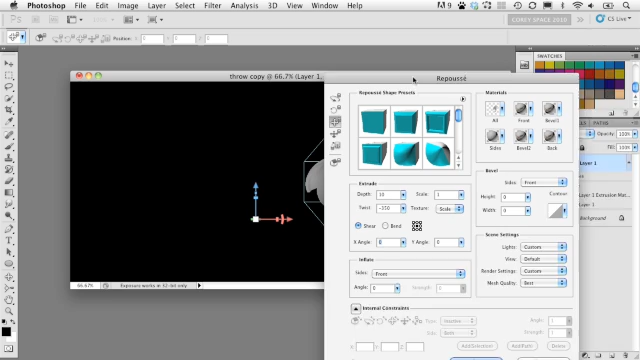 Photoshop File Edit Image Layer Select Filter Analysis 3D View Window Help
COREY SPACE 2010
CS Live
Position:
throw copy @ 66.7% (Layer 1,
Repoussé
SWATCHES
Repoussé Shape Presets
Materials
All Front Bevel1
Sides Bevel2 Back
PATHS
Opacity: 100%
Fill: 100%
Layer 1
Layer 1 Extrusion Mat
Extrude
Depth: 10 Scale: 1
Twist: -350 Texture: Scale
Shear Bend
X Angle: 0 Y Angle: 0
Bevel
Sides: Front
Height: 0 Contour:
Width: 0
Scene Settings
Lights: Custom
View: Default
Render Settings: Custom
Mesh Quality: Best
Inflate
Sides: Front
Angle: 0 Strength: 0
66.67% Exposure works in 32-bit only
Internal Constraints
Type: Inactive Angle: 0
Side: Both Strength:
X Y Z Add(Selection) Add(Path) Delete